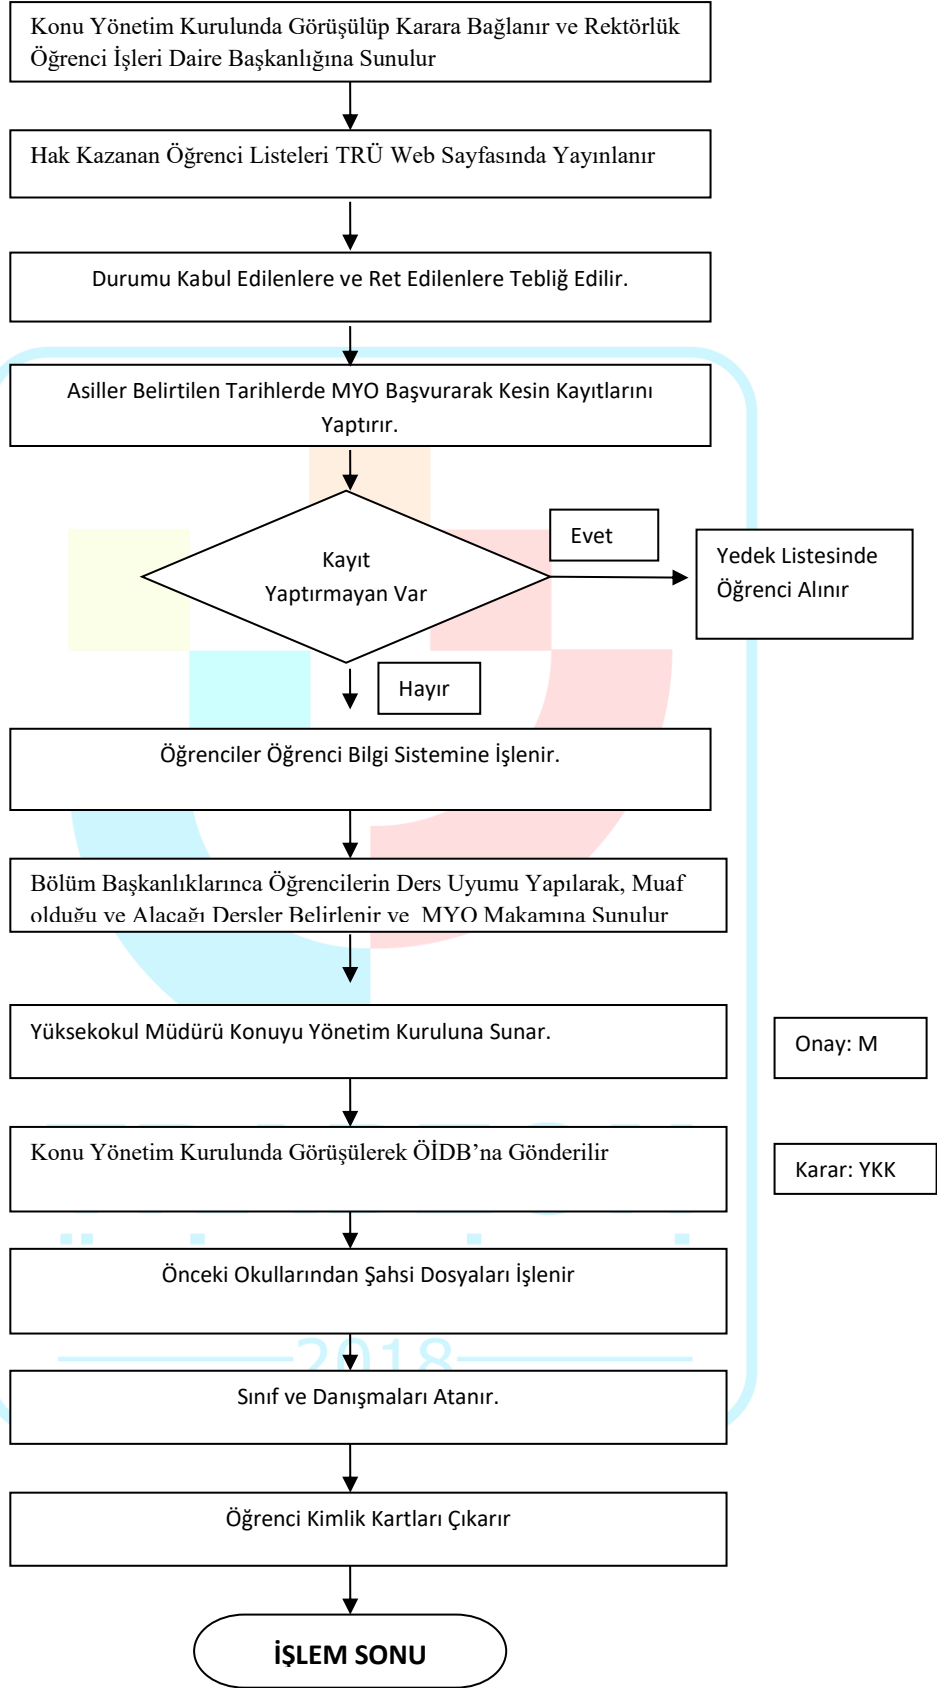 Konu Yönetim Kurulunda Görüşülüp Karara Bağlanır ve Rektörlük
Öğrenci İşleri Daire Başkanlığına Sunulur
Hak Kazanan Öğrenci Listeleri TRÜ Web Sayfasında Yayınlanır
Durumu Kabul Edilenlere ve Ret Edilenlere Tebliğ Edilir.
Asiller Belirtilen Tarihlerde MYO Başvurarak Kesin Kayıtlarını
Yaptırır.
Kayıt
Yaptırmayan Var
Evet
Yedek Listesinde
Öğrenci Alınır
Hayır
Öğrenciler Öğrenci Bilgi Sistemine İşlenir.
Bölüm Başkanlıklarınca Öğrencilerin Ders Uyumu Yapılarak, Muaf
olduğu ve Alacağı Dersler Belirlenir ve MYO Makamına Sunulur
Yüksekokul Müdürü Konuyu Yönetim Kuruluna Sunar.
Onay: M
Konu Yönetim Kurulunda Görüşülerek ÖİDB’na Gönderilir
Karar: YKK
Önceki Okullarından Şahsi Dosyaları İşlenir
2018
Sınıf ve Danışmaları Atanır.
Öğrenci Kimlik Kartları Çıkarır
İŞLEM SONU